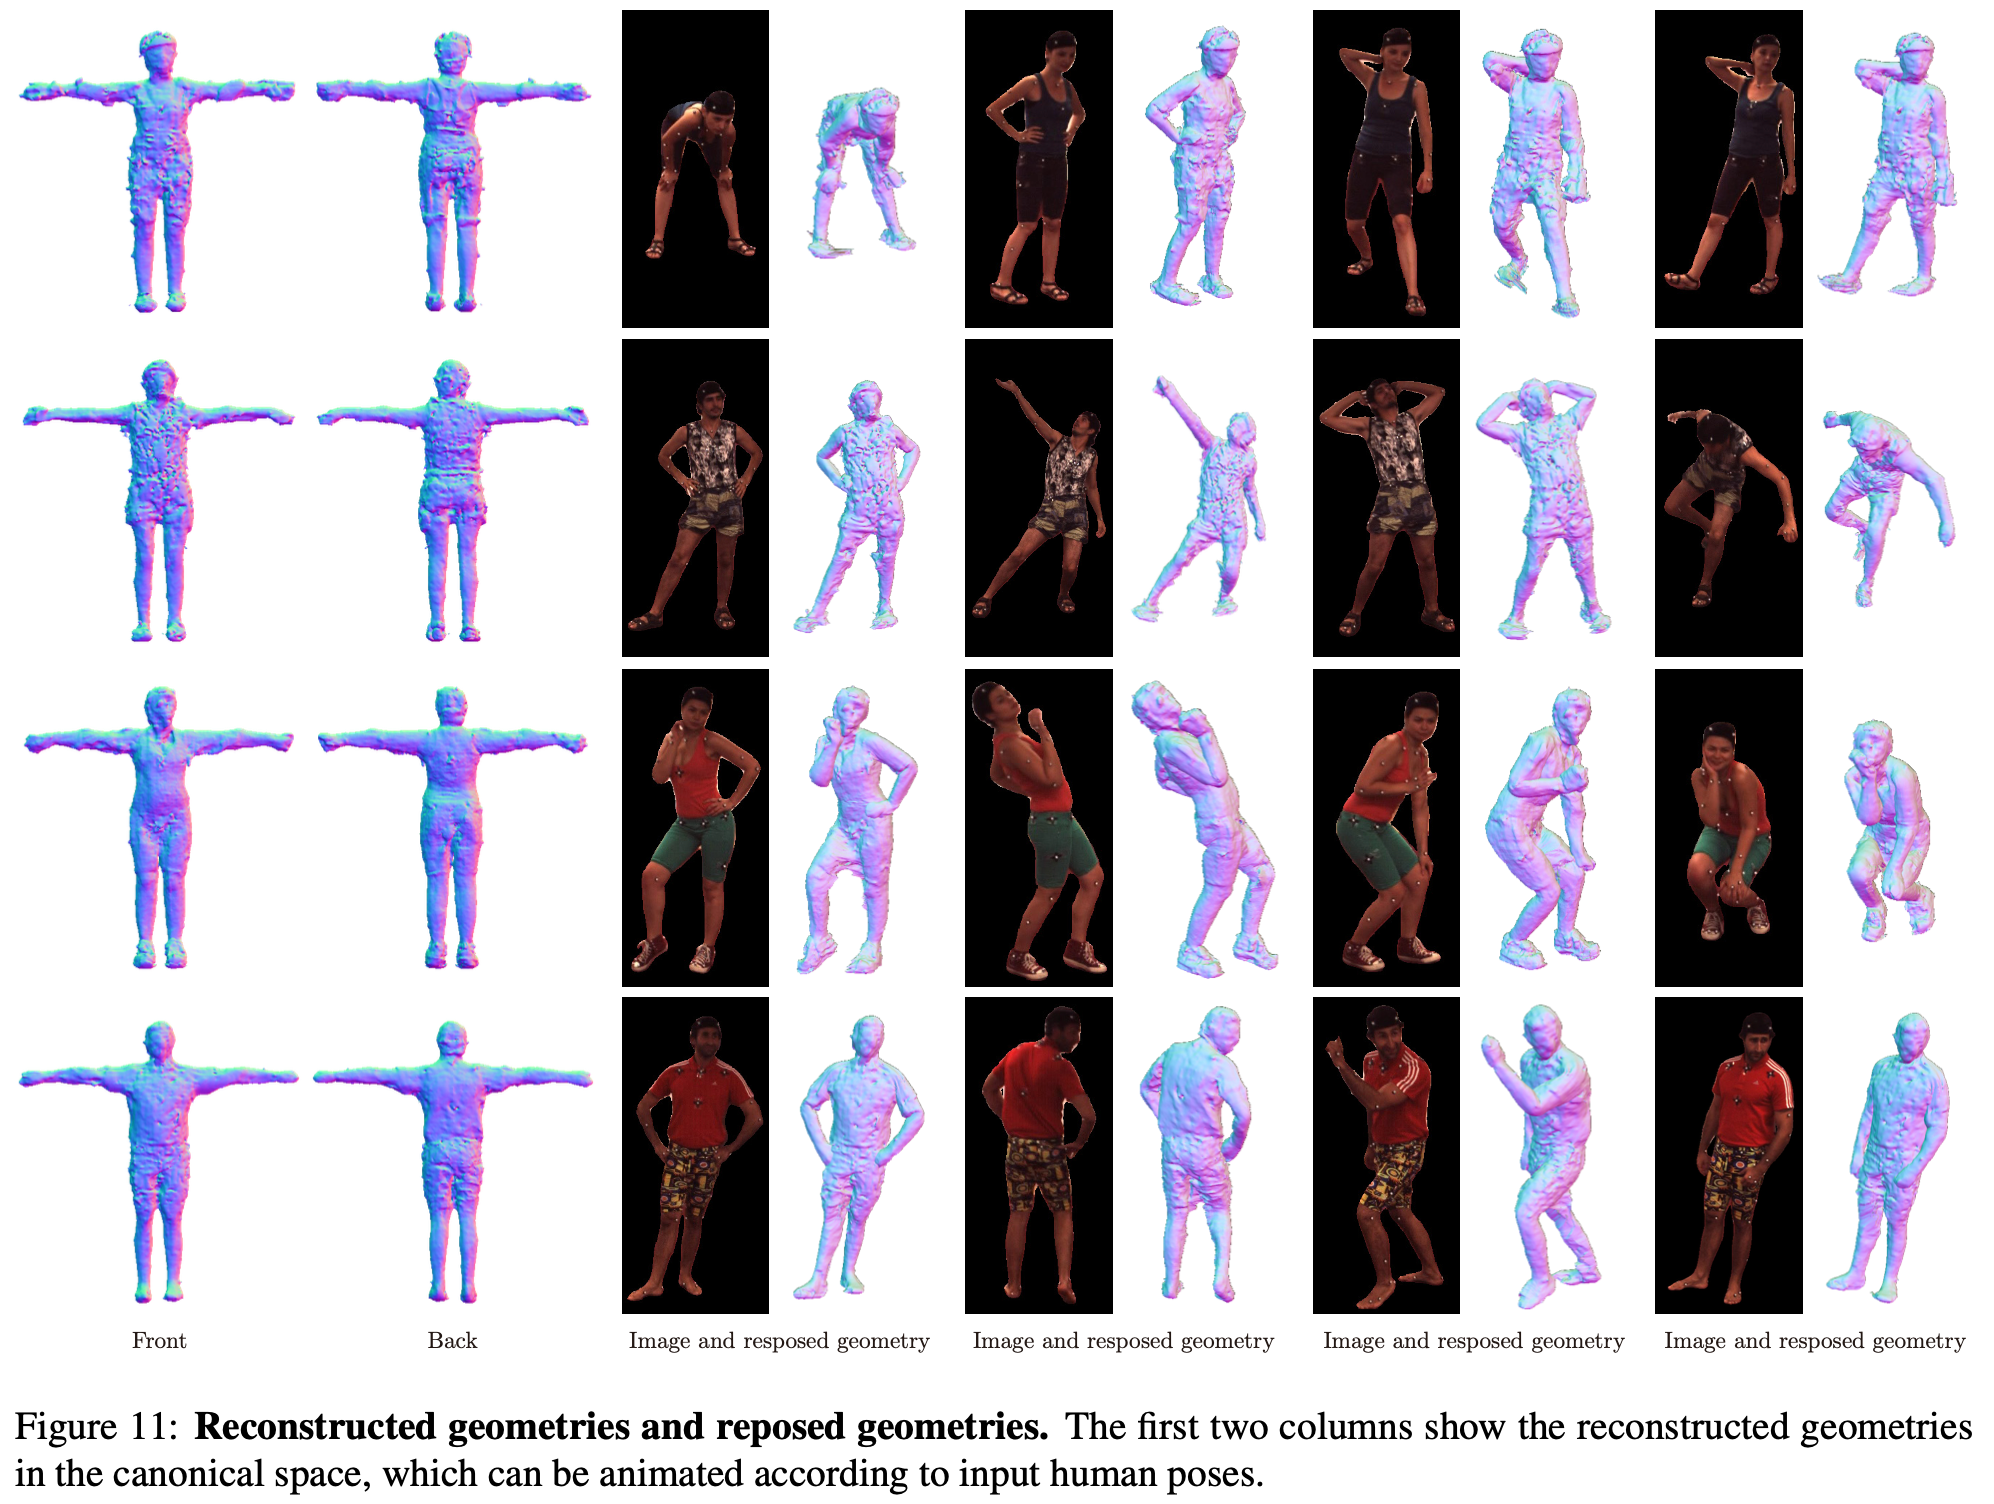 Front
Back
Image and resposed geometry
Image and resposed geometry
Image and resposed geometry
Image and resposed geometry
Figure 11: Reconstructed geometries and reposed geometries. The first two columns show the reconstructed geometries
in the canonical space, which can be animated according to input human poses.